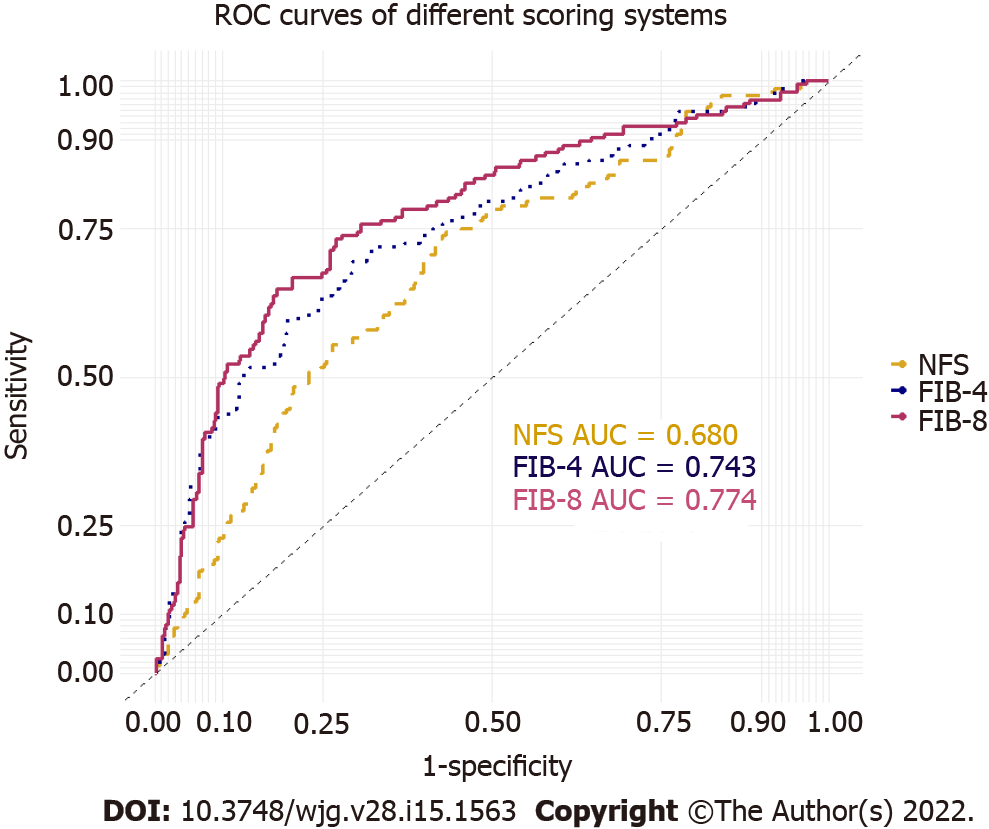 ROC curves of different scoring systems
Sensitivity
1.00
0.90
0.75
0.50
0.25
0.10
0.00
NFS AUC = 0.680
FIB-4 AUC = 0.743
FIB-8 AUC = 0.774
NFS
FIB-4
FIB-8
0.00 0.10 0.25 0.50 0.75 0.90 1.00
1-specificity
DOI: 10.3748/wjg.v28.i15.1563 Copyright ©The Author(s) 2022.